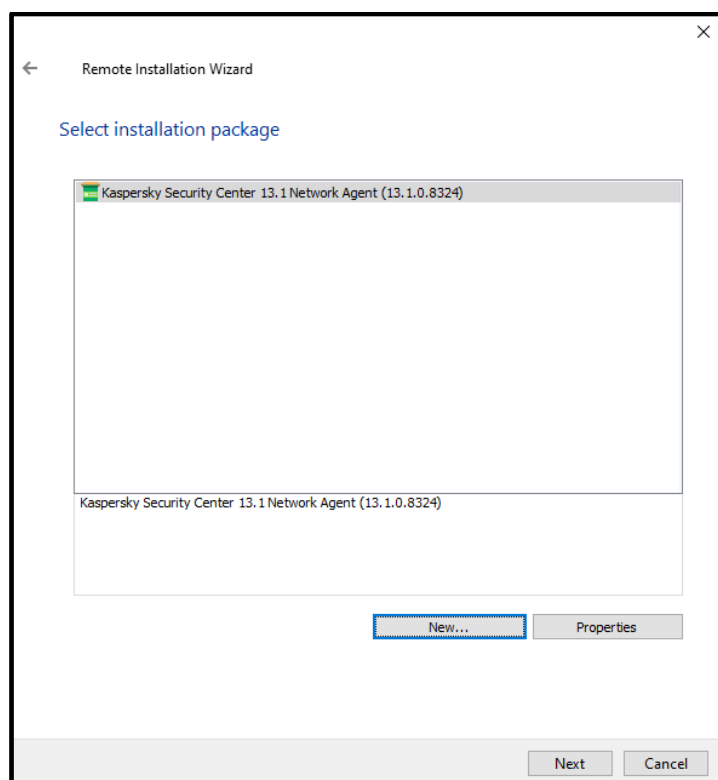 Remote Installation Wizard
Select installation package
Kaspersky Security Center 13.1 Network Agent (13.1.0.8324)
Kaspersky Security Center 13.1 Network Agent (13.1.0.8324)
New... Properties
Next Cancel